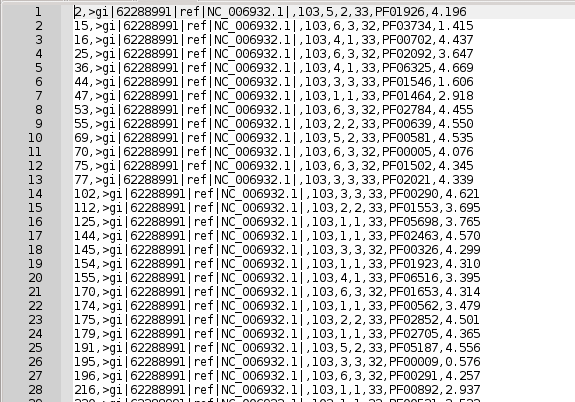 1 2,>gi|62288991|ref|NC_006932.1|,103,5,2,33,PF01926,4.196
2 15,>gi|62288991|ref|NC_006932.1|,103,6,3,32,PF03734,1.415
3 16,>gi|62288991|ref|NC_006932.1|,103,4,1,33,PF00702,4.437
4 25,>gi|62288991|ref|NC_006932.1|,103,6,3,32,PF02092,3.647
5 36,>gi|62288991|ref|NC_006932.1|,103,4,1,33,PF06325,4.669
6 44,>gi|62288991|ref|NC_006932.1|,103,3,3,33,PF01546,1.606
7 47,>gi|62288991|ref|NC_006932.1|,103,1,1,33,PF01464,2.918
8 53,>gi|62288991|ref|NC_006932.1|,103,6,3,32,PF02784,4.455
9 55,>gi|62288991|ref|NC_006932.1|,103,2,2,33,PF00639,4.550
10 69,>gi|62288991|ref|NC_006932.1|,103,5,2,33,PF00581,4.535
11 70,>gi|62288991|ref|NC_006932.1|,103,6,3,32,PF00005,4.076
12 75,>gi|62288991|ref|NC_006932.1|,103,6,3,32,PF01502,4.345
13 77,>gi|62288991|ref|NC_006932.1|,103,1,1,33,PF02021,4.339
14 102,>gi|62288991|ref|NC_006932.1|,103,3,3,33,PF00290,4.621
15 112,>gi|62288991|ref|NC_006932.1|,103,2,2,33,PF01553,3.695
16 125,>gi|62288991|ref|NC_006932.1|,103,1,1,33,PF05698,3.765
17 144,>gi|62288991|ref|NC_006932.1|,103,1,1,33,PF02463,4.570
18 145,>gi|62288991|ref|NC_006932.1|,103,3,3,33,PF00326,4.299
19 154,>gi|62288991|ref|NC_006932.1|,103,1,1,33,PF01923,4.310
20 155,>gi|62288991|ref|NC_006932.1|,103,4,1,33,PF06516,3.395
21 170,>gi|62288991|ref|NC_006932.1|,103,6,3,32,PF01653,4.314
22 174,>gi|62288991|ref|NC_006932.1|,103,1,1,33,PF00562,3.479
23 175,>gi|62288991|ref|NC_006932.1|,103,2,2,33,PF02852,4.501
24 179,>gi|62288991|ref|NC_006932.1|,103,1,1,33,PF02705,4.365
25 191,>gi|62288991|ref|NC_006932.1|,103,5,2,33,PF05187,4.556
26 195,>gi|62288991|ref|NC_006932.1|,103,3,3,32,PF00009,0.576
27 196,>gi|62288991|ref|NC_006932.1|,103,6,3,32,PF00291,4.257
28 216,>gi|62288991|ref|NC_006932.1|,103,1,1,33,PF00892,2.937